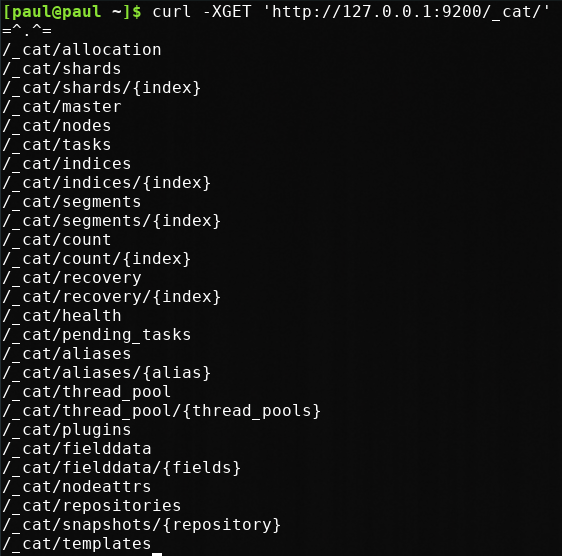 [paul@paul ~]$ curl -XGET 'http://127.0.0.1:9200/_cat/'
=^.^=
/_cat/allocation
/_cat/shards
/_cat/shards/{index}
/_cat/master
/_cat/nodes
/_cat/tasks
/_cat/indices
/_cat/indices/{index}
/_cat/segments
/_cat/segments/{index}
/_cat/count
/_cat/count/{index}
/_cat/recovery
/_cat/recovery/{index}
/_cat/health
/_cat/pending_tasks
/_cat/aliases
/_cat/aliases/{alias}
/_cat/thread_pool
/_cat/thread_pool/{thread_pools}
/_cat/plugins
/_cat/fielddata
/_cat/fielddata/{fields}
/_cat/nodeattrs
/_cat/repositories
/_cat/snapshots/{repository}
/_cat/templates